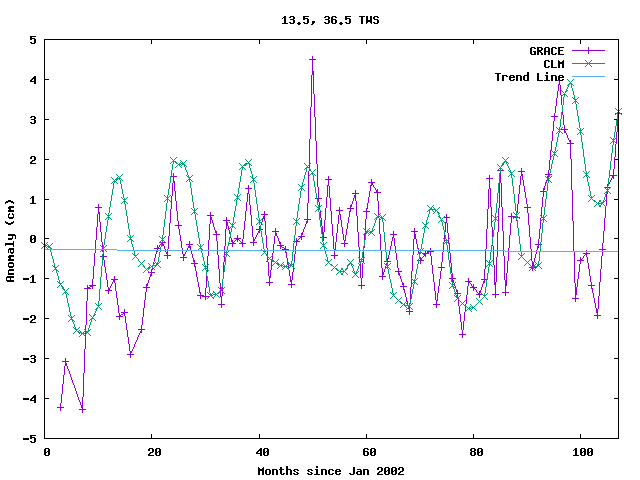 13.5, 36.5 TWS
GRACE
CLM
Trend Line
5
4
3
2
1
0
-1
-2
-3
-4
-5
Anomaly (cm)
0 20 40 60 80 100
Months since Jan 2002